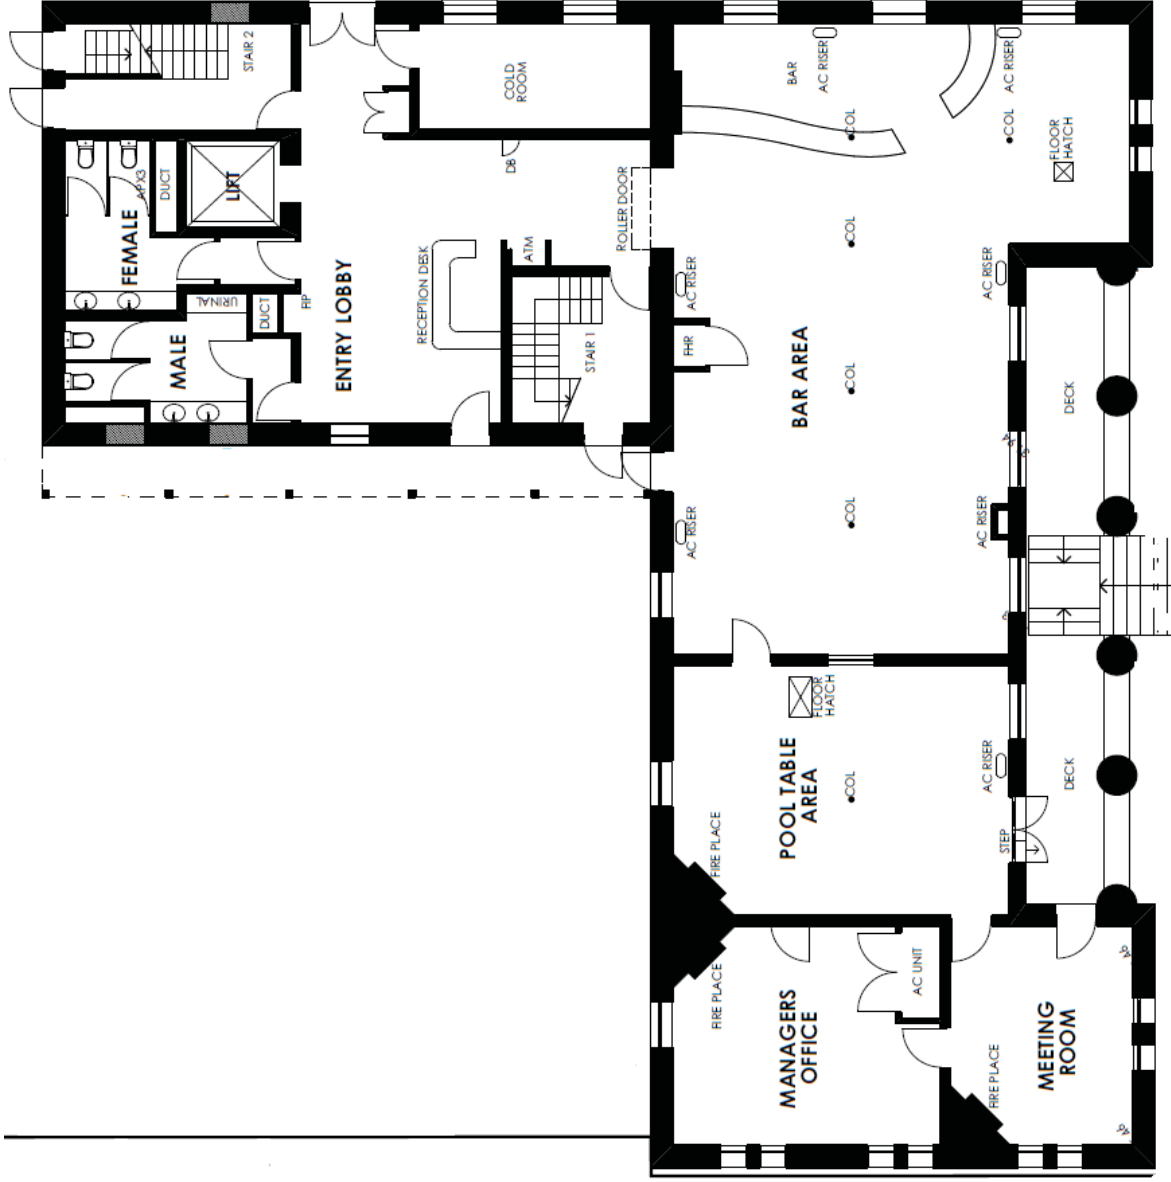 STAIR 2
COLD
ROOM
BAR
AC RISER
AC RISER
COL
COL
FLOOR
HATCH
APX3
DUCT
LIFT
FEMALE
DB
ROLLER DOOR
ATM
COL
URINAL
DUCT
FIP
RECEPTION DESK
ENTRY LOBBY
MALE
STAIR 1
AC RISER
AC RISER
FHR
BAR AREA
COL
DECK
AC RISER
COL
AC RISER
FLOOR
HATCH
POOL TABLE
AREA
COL
AC RISER
DECK
STEP
FIRE PLACE
FIRE PLACE
MANAGERS
OFFICE
AC UNIT
MEETING
ROOM
FIRE PLACE